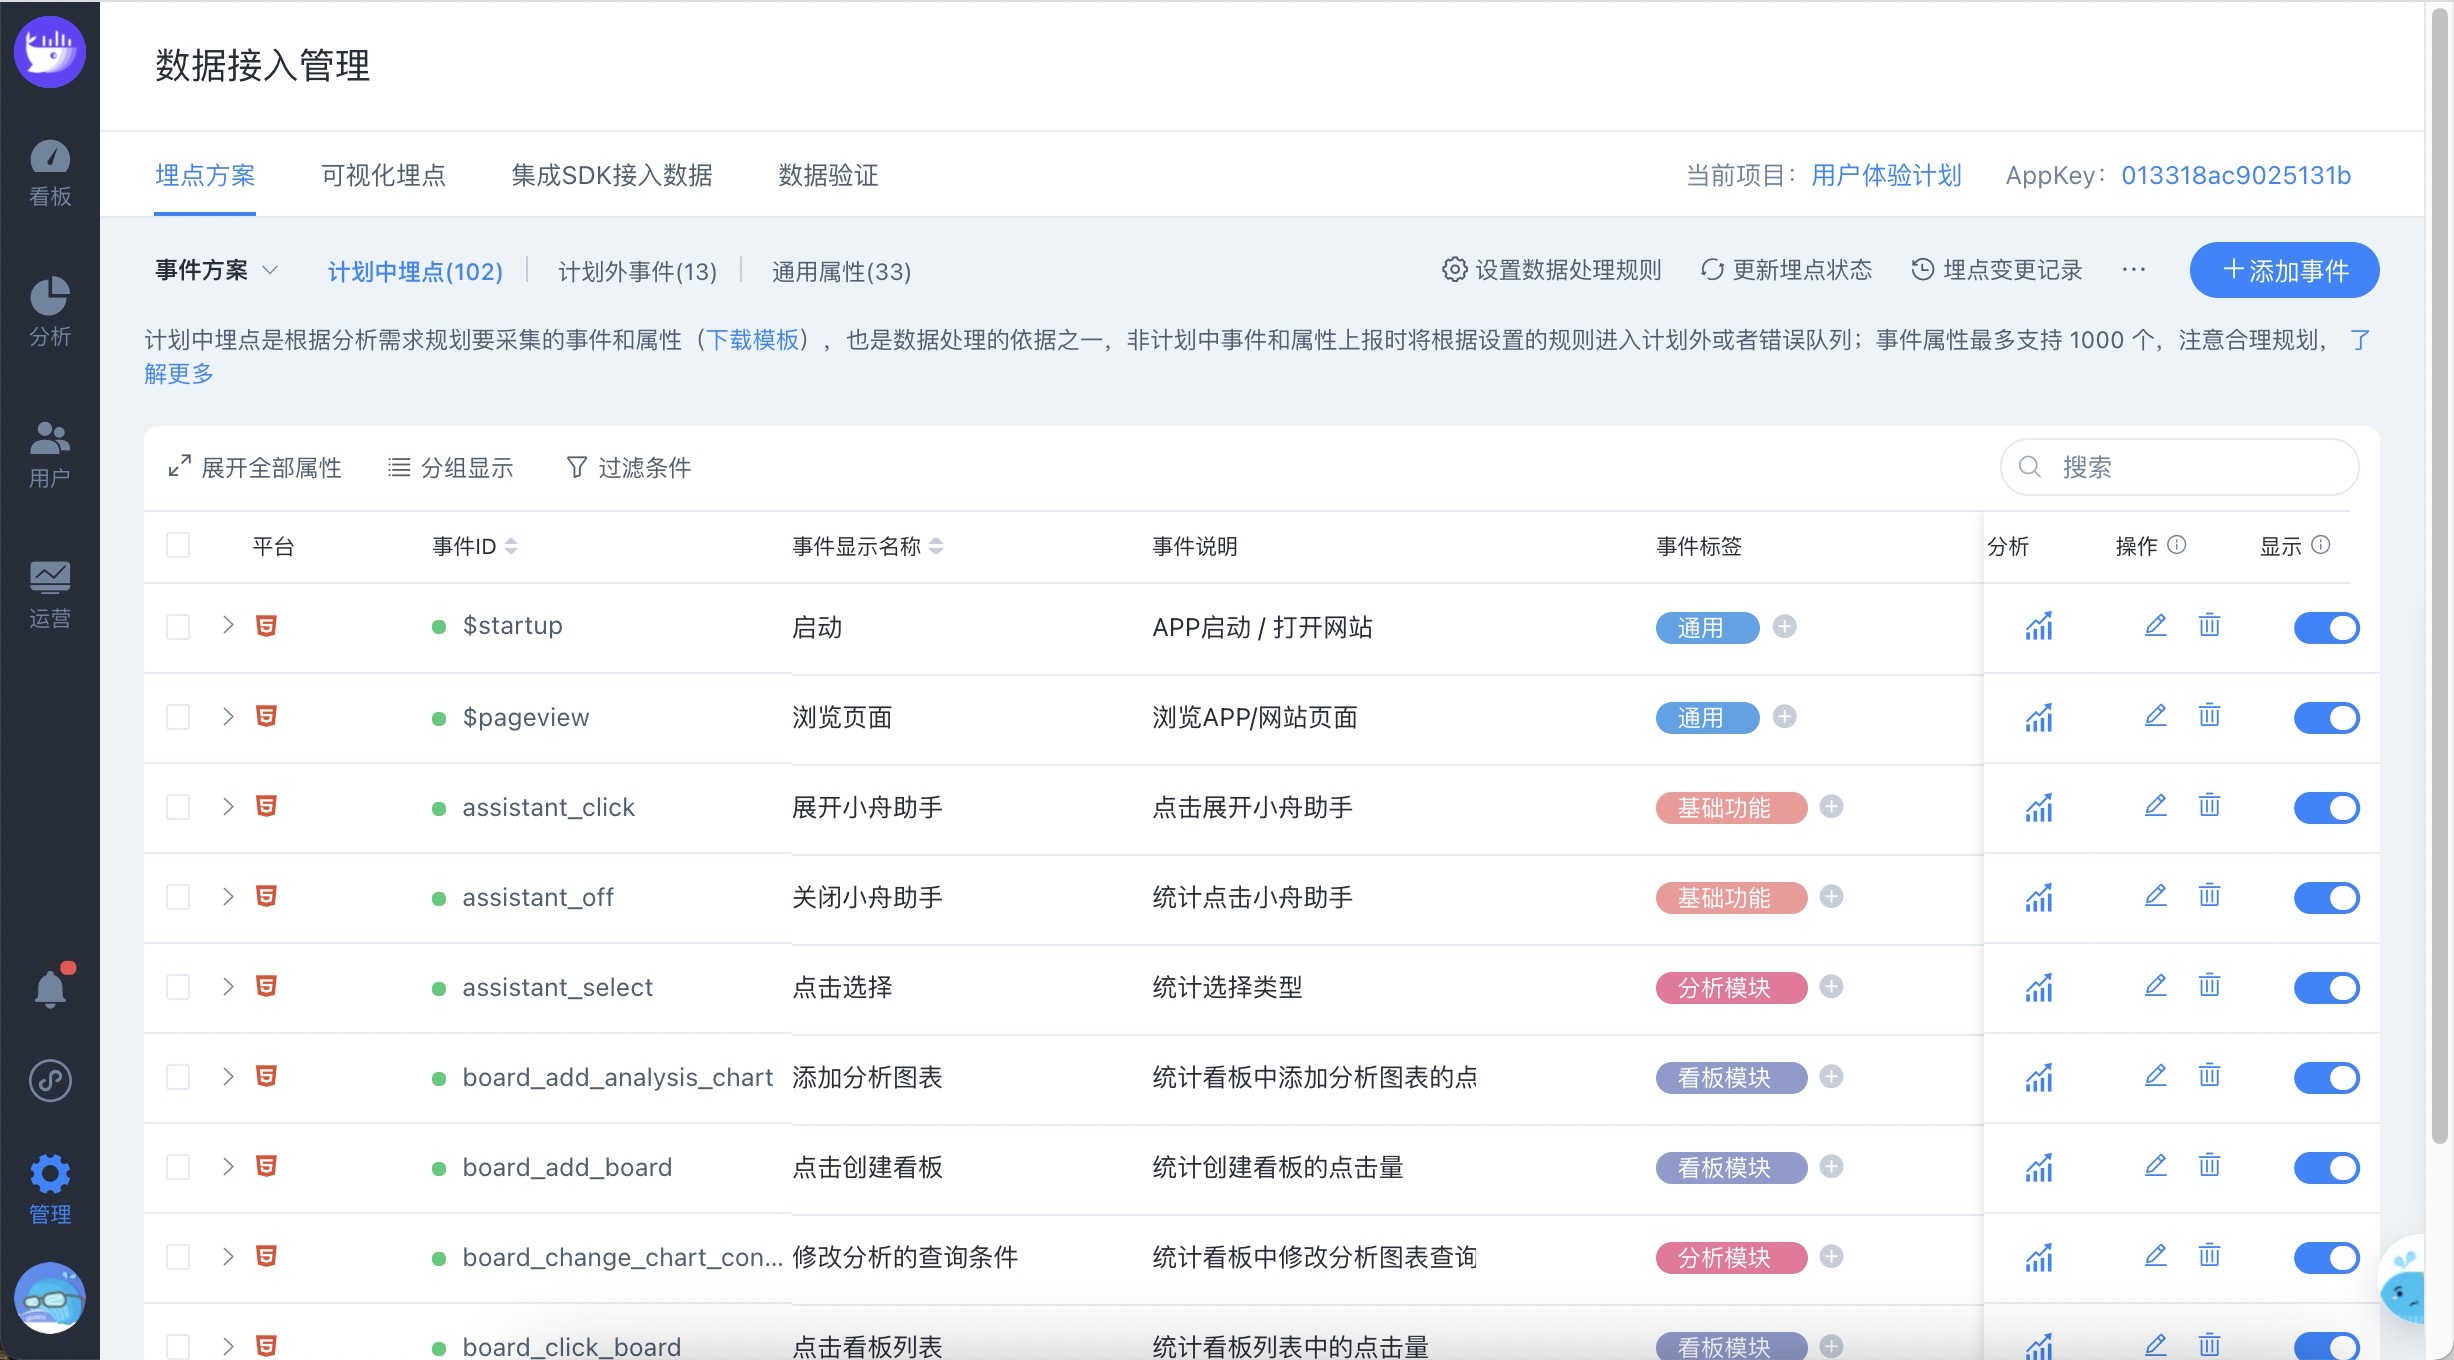 数据接入管理
埋点方案 可视化埋点 集成SDK接入数据 数据验证 当前项目：用户体验计划 AppKey：013318ac9025131b
看板
分析
用户
运营
管理
事件方案 计划中埋点(102) 计划外事件(13) 通用属性(33) 设置数据处理规则 更新埋点状态 埋点变更记录 ··· +添加事件
计划中埋点是根据分析需求规划要采集的事件和属性（下载模板），也是数据处理的依据之一，非计划中事件和属性上报时将根据设置的规则进入计划外或者错误队列；事件属性最多支持 1000 个，注意合理规划， 了
解更多
展开全部属性 分组显示 过滤条件 搜索
平台 事件ID 事件显示名称 事件说明 事件标签 分析 操作 显示
$startup 启动 APP启动 / 打开网站 通用
$pageview 浏览页面 浏览APP/网站页面 通用
assistant_click 展开小舟助手 点击展开小舟助手 基础功能
assistant_off 关闭小舟助手 统计点击小舟助手 基础功能
assistant_select 点击选择 统计选择类型 分析模块
board_add_analysis_chart 添加分析图表 统计看板中添加分析图表的点 看板模块
board_add_board 点击创建看板 统计创建看板的点击量 看板模块
board_change_chart_con... 修改分析的查询条件 统计看板中修改分析图表查询 分析模块
board_click_board 点击看板列表 统计看板列表中的点击量 看板模块